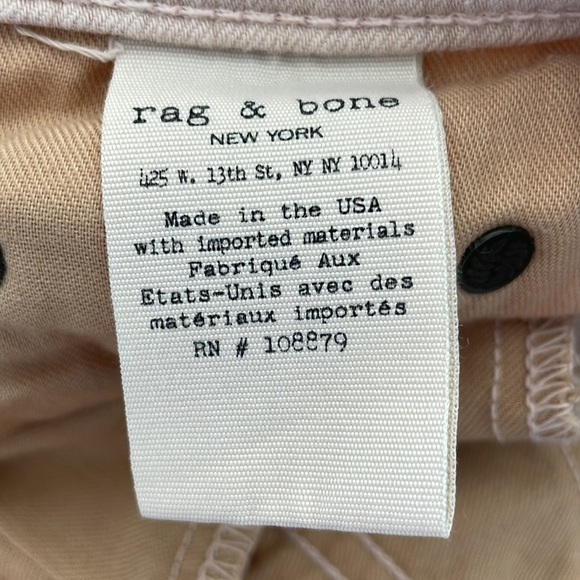 rag & bone
NEW YORK
425 W. 13th St, NY NY 10014
Made in the USA
with imported materials
Fabriqué Aux
Etats-Unis avec des
matériaux importés
RN # 108879